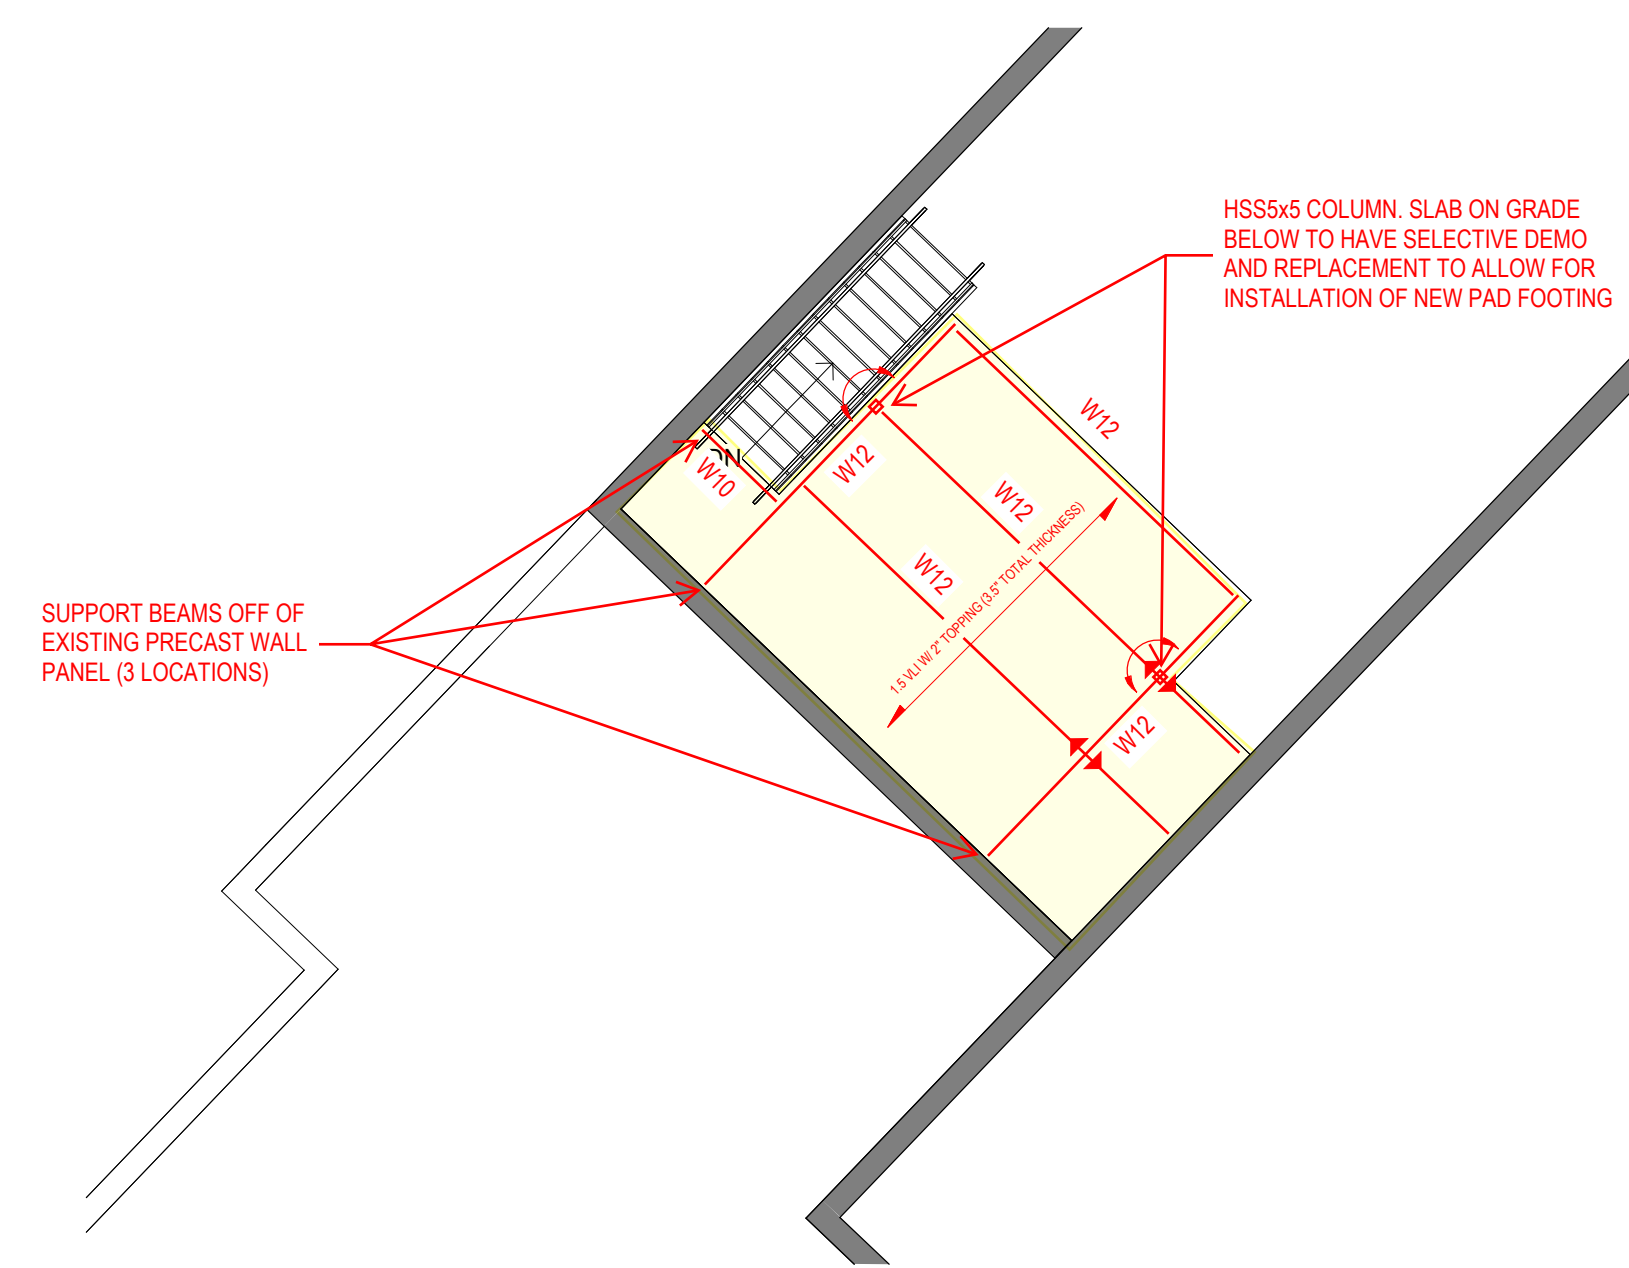 HSS5x5 COLUMN. SLAB ON GRADE
BELOW TO HAVE SELECTIVE DEMO
AND REPLACEMENT TO ALLOW FOR
INSTALLATION OF NEW PAD FOOTING
W12
DN
W10
W12
W12
W12
1.5 VLI W/ 2" TOPPING (3.5" TOTAL THICKNESS)
SUPPORT BEAMS OFF OF
EXISTING PRECAST WALL
PANEL (3 LOCATIONS)
W12